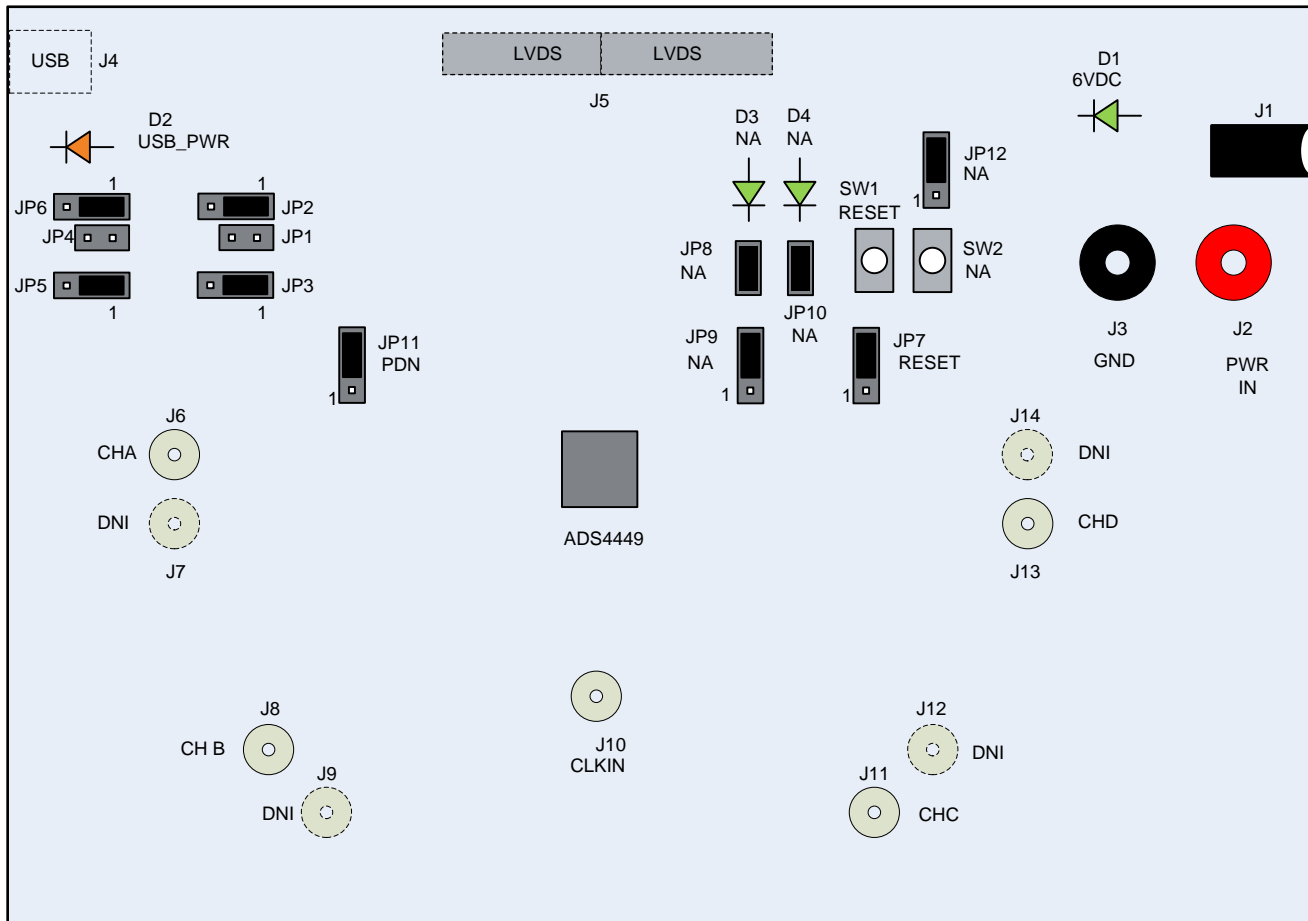 USB
J4
LVDS
LVDS
J5
D1
6VDC
J1
D2
USB_PWR
D3
NA
D4
NA
JP12
NA
1
SW1
RESET
1
1
JP6
JP2
JP4
JP1
JP5
JP3
1
1
JP8
NA
JP10
NA
SW2
NA
JP11
PDN
1
JP9
NA
1
JP7
RESET
1
J3
GND
J2
PWR
IN
J6
CHA
DNI
J7
ADS4449
J14
DNI
CHD
J13
J8
CH B
J9
DNI
J10
CLKIN
J12
DNI
J11
CHC